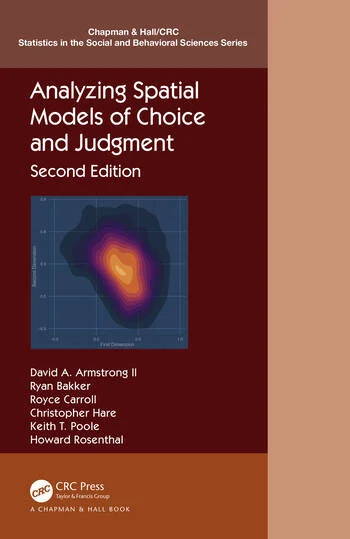 Chapman & Hall/CRC
Statistics in the Social and Behavioral Sciences Series
Analyzing Spatial
Models of Choice
and Judgment
Second Edition
Second Dimension
First Dimension
David A. Armstrong II
Ryan Bakker
Royce Carroll
Christopher Hare
Keith T. Poole
Howard Rosenthal
CRC
CRC Press
Taylor & Francis Group
A CHAPMAN & HALL BOOK